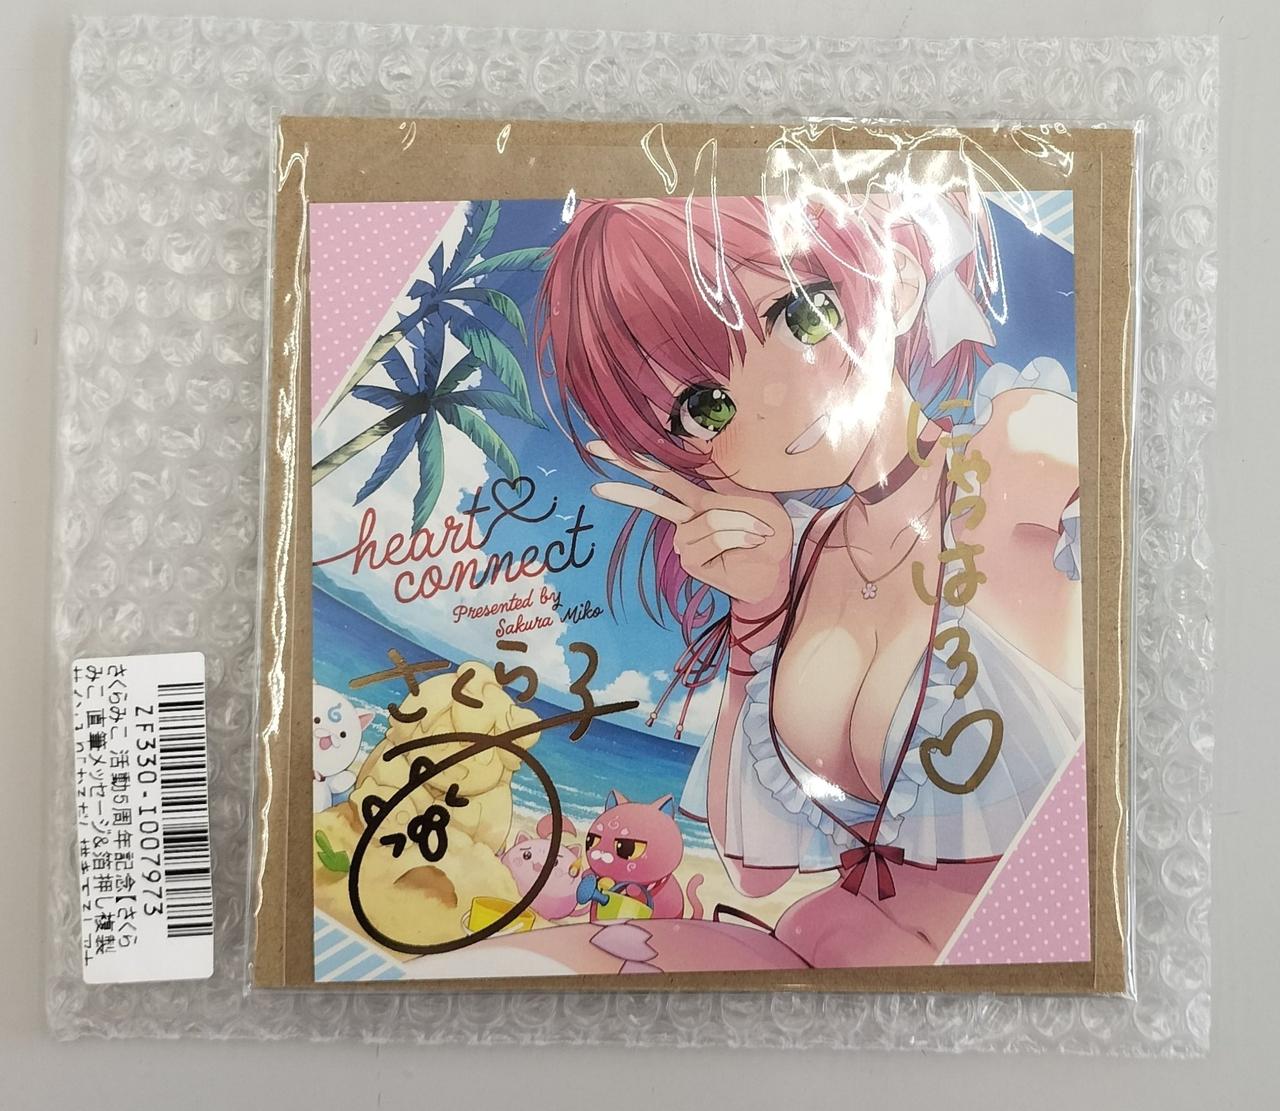 heart
connect
Presented by
Sakura Miko
さくらみこ
にゃっはろ
ZF330-I007973
さくらみこ 活動5周年記念【さくら
みこ 直筆メッセージ&箔押し複製